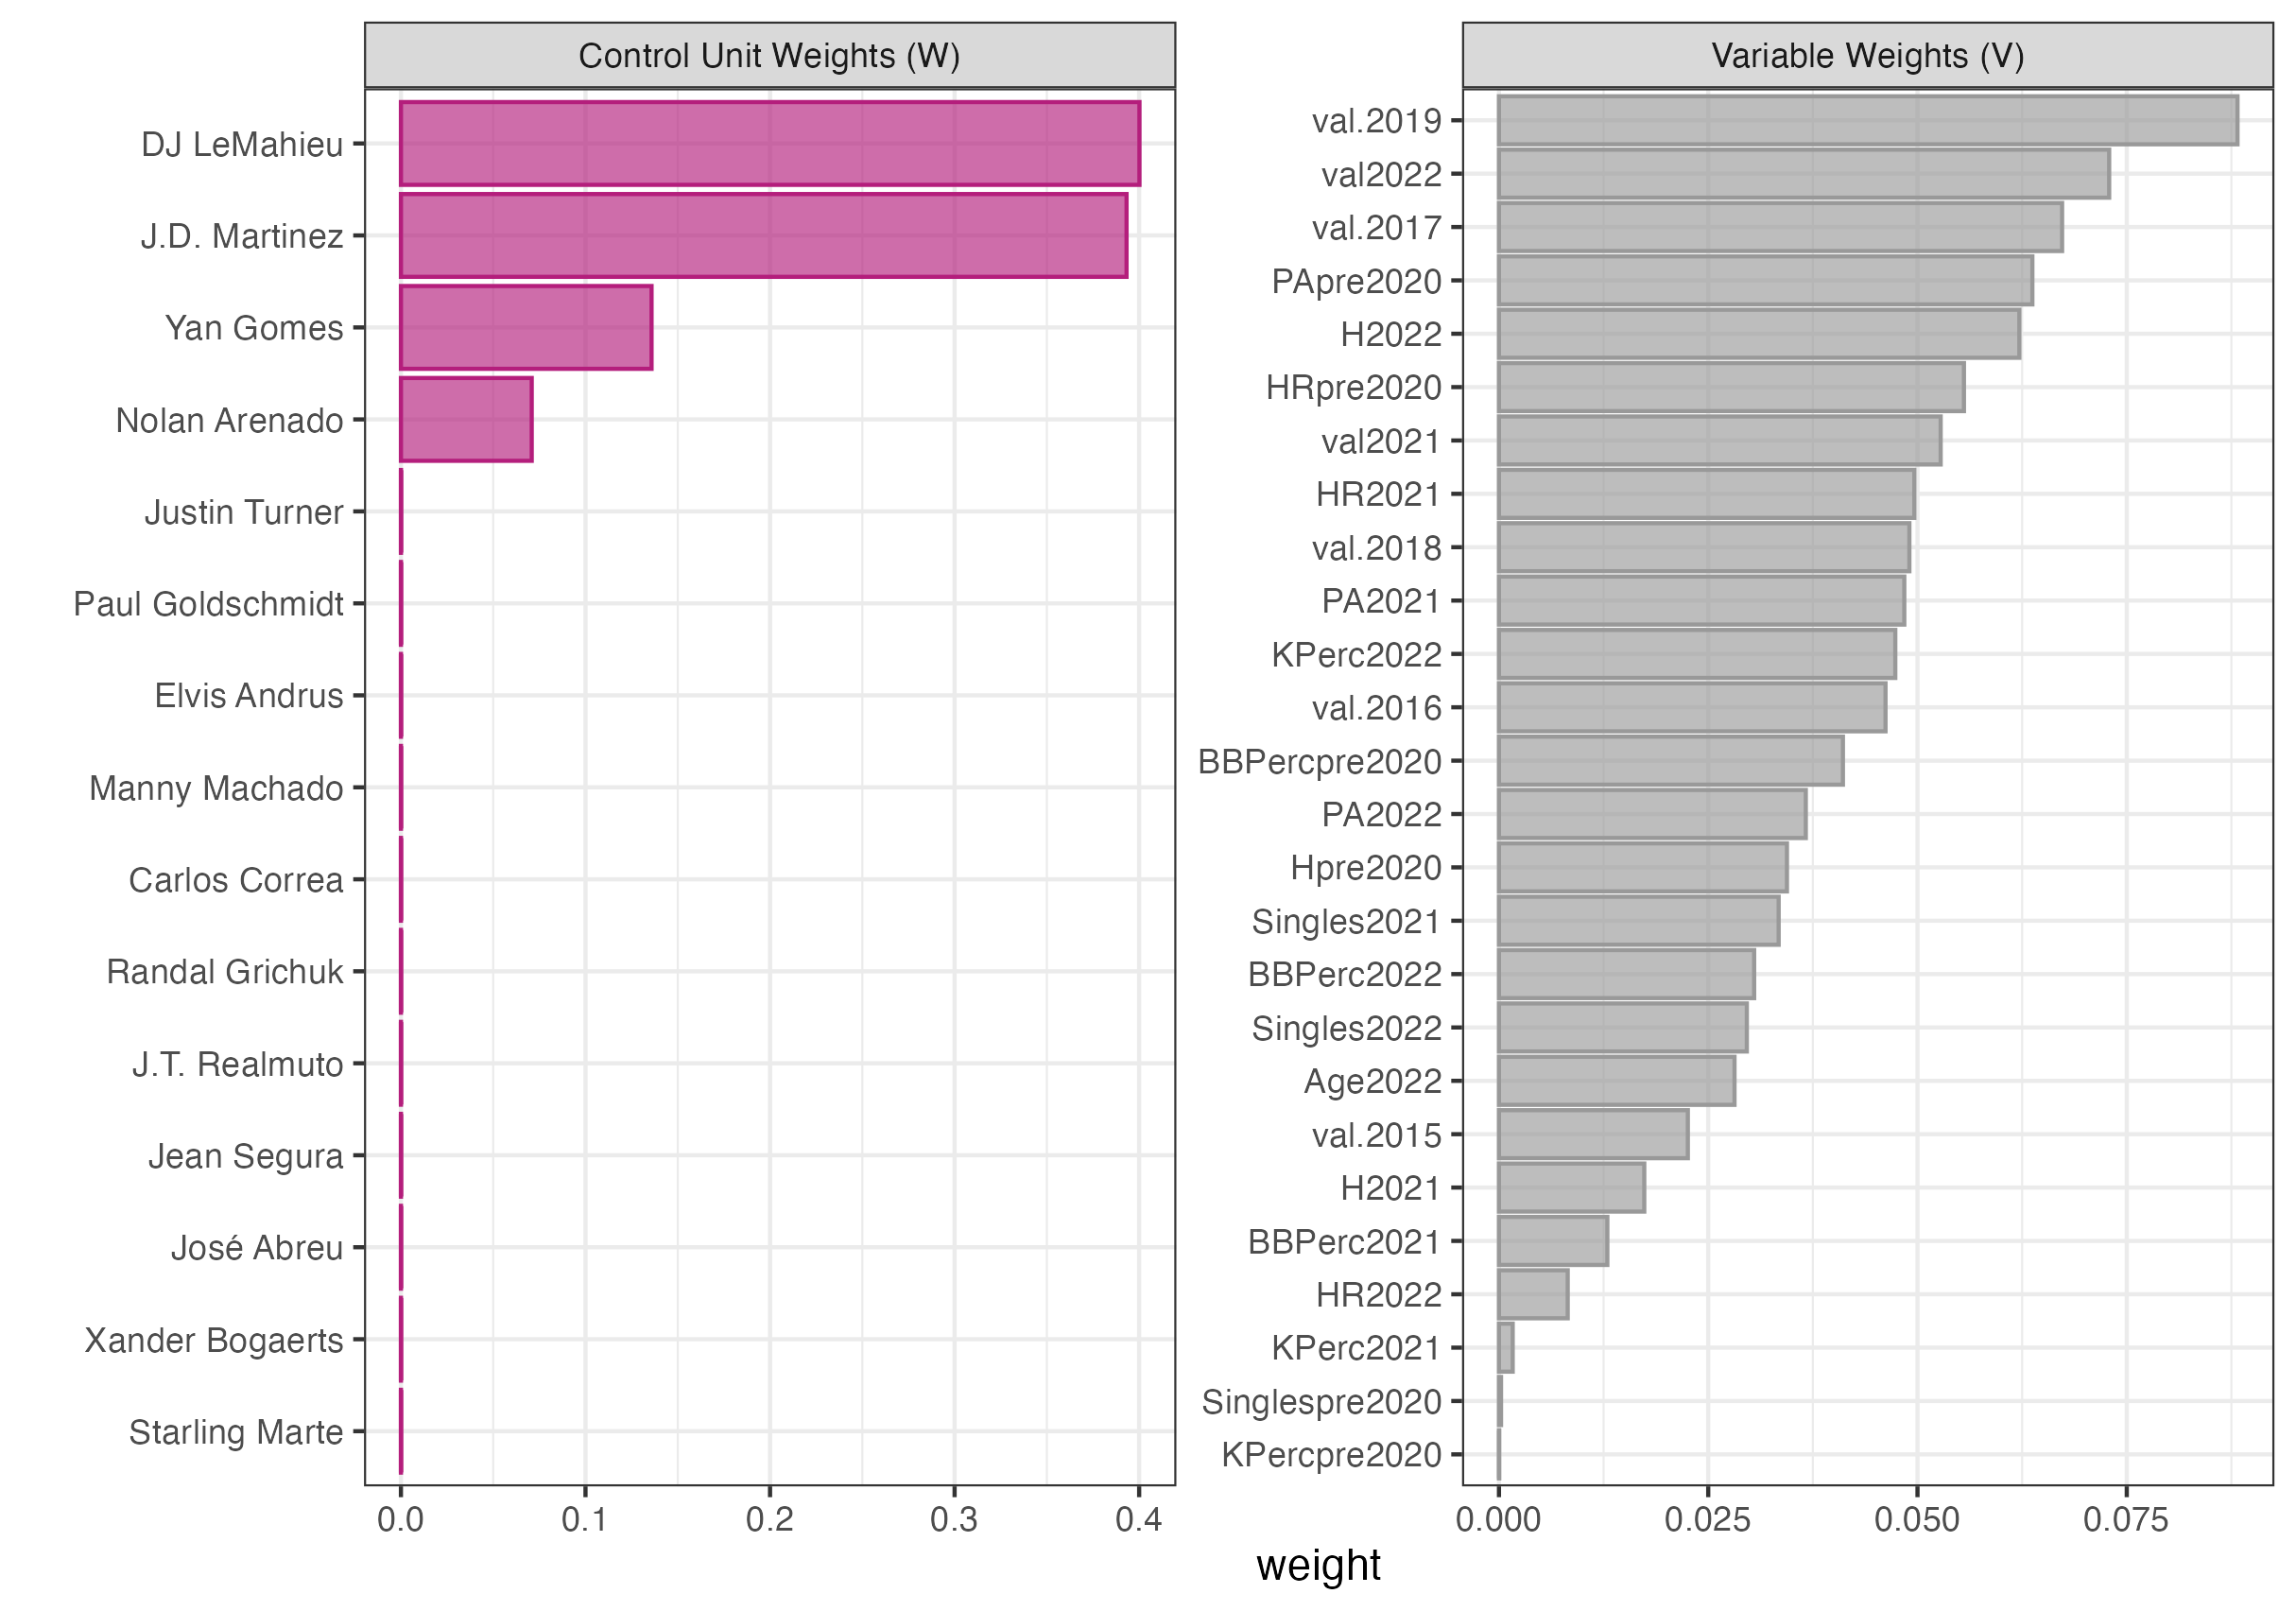 Control Unit Weights (W)
DJ LeMahieu
J.D. Martinez
Yan Gomes
Nolan Arenado
Justin Turner
Paul Goldschmidt
Elvis Andrus
Manny Machado
Carlos Correa
Randal Grichuk
J.T. Realmuto
Jean Segura
José Abreu
Xander Bogaerts
Starling Marte
0.0 0.1 0.2 0.3 0.4
Variable Weights (V)
val.2019
val2022
val.2017
PApre2020
H2022
HRpre2020
val2021
HR2021
val.2018
PA2021
KPerc2022
val.2016
BBPercpre2020
PA2022
Hpre2020
Singles2021
BBPerc2022
Singles2022
Age2022
val.2015
H2021
BBPerc2021
HR2022
KPerc2021
Singlespre2020
KPercpre2020
0.000 0.025 0.050 0.075
weight